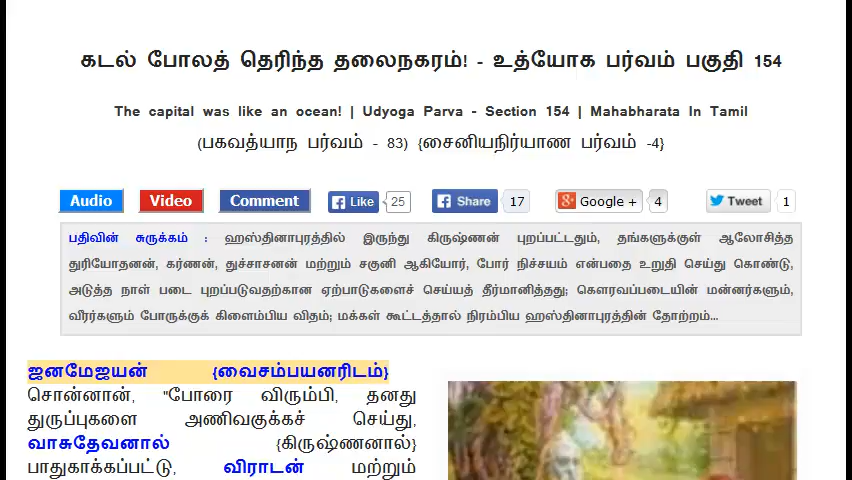 கடல் போலத் தெரிந்த தலைநகரம்! - உத்யோக பர்வம் பகுதி 154
The capital was like an ocean! | Udyoga Parva - Section 154 | Mahabharata In Tamil
(பகவத்யாந பர்வம் - 83) {சைனியநிர்யாண பர்வம் -4}
Audio Video Comment Like 25 Share 17 Google + 4 Tweet 1
பதிவின் சுருக்கம் : ஹஸ்தினாபுரத்தில் இருந்து கிருஷ்ணன் புறப்பட்டதும், தங்களுக்குள் ஆலோசித்த
துரியோதனன், கர்ணன், துச்சாசனன் மற்றும் சகுனி ஆகியோர், போர் நிச்சயம் என்பதை உறுதி செய்து கொண்டு,
அடுத்த நாள் படை புறப்படுவதற்கான ஏற்பாடுகளைச் செய்யத் தீர்மானித்தது; கௌரவப்படையின் மன்னர்களும்,
வீரர்களும் போருக்குக் கிளைம்பிய விதம்; மக்கள் கூட்டத்தால் நிரம்பிய ஹஸ்தினாபுரத்தின் தோற்றம்...
ஜனமேஜயன் {வைசம்பயனரிடம்}
சொன்னான், "போரை விரும்பி, தனது
துருப்புகளை அணிவகுக்கச் செய்து,
வாசுதேவனால் {கிருஷ்ணனால்}
பாதுகாக்கப்பட்டு, விராடன் மற்றும்